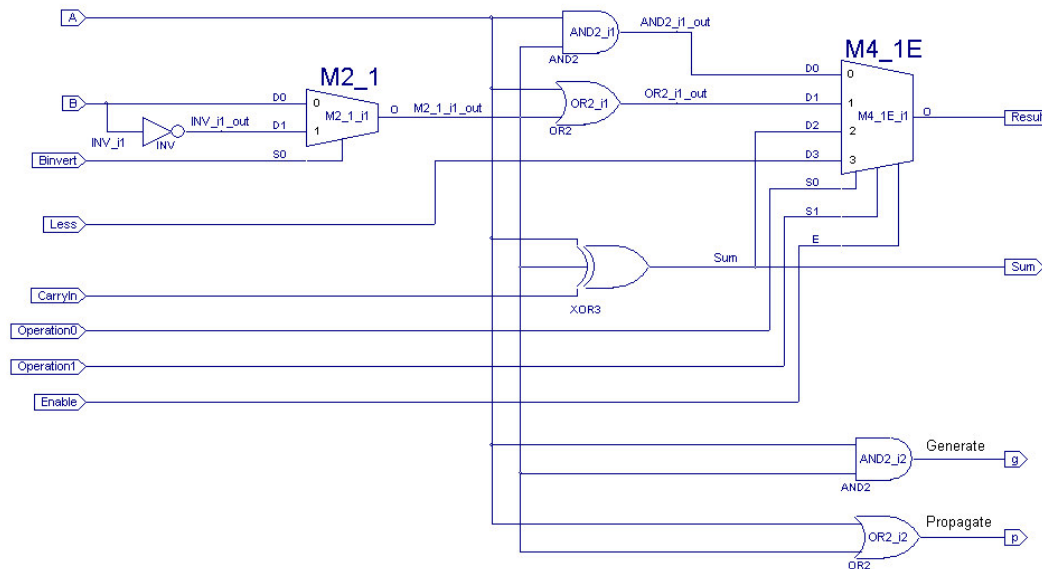 A
AND2_i1
AND2_i1_out
AND2
M4_1E
M2_1
D0
0
B
D0
0
M2_1_i1
O
M2_1_i1_out
OR2_i1
OR2_i1_out
OR2
D1
1
M4_1E_i1
O
Result
INV_i1_out
D1
1
INV_i1
INV
D2
2
Binvert
S0
D3
3
S0
Less
S1
E
Sum
Sum
CarryIn
XOR3
Operation0
Operation1
Enable
Generate
AND2_i2
g
AND2
Propagate
OR2_i2
p
OR2